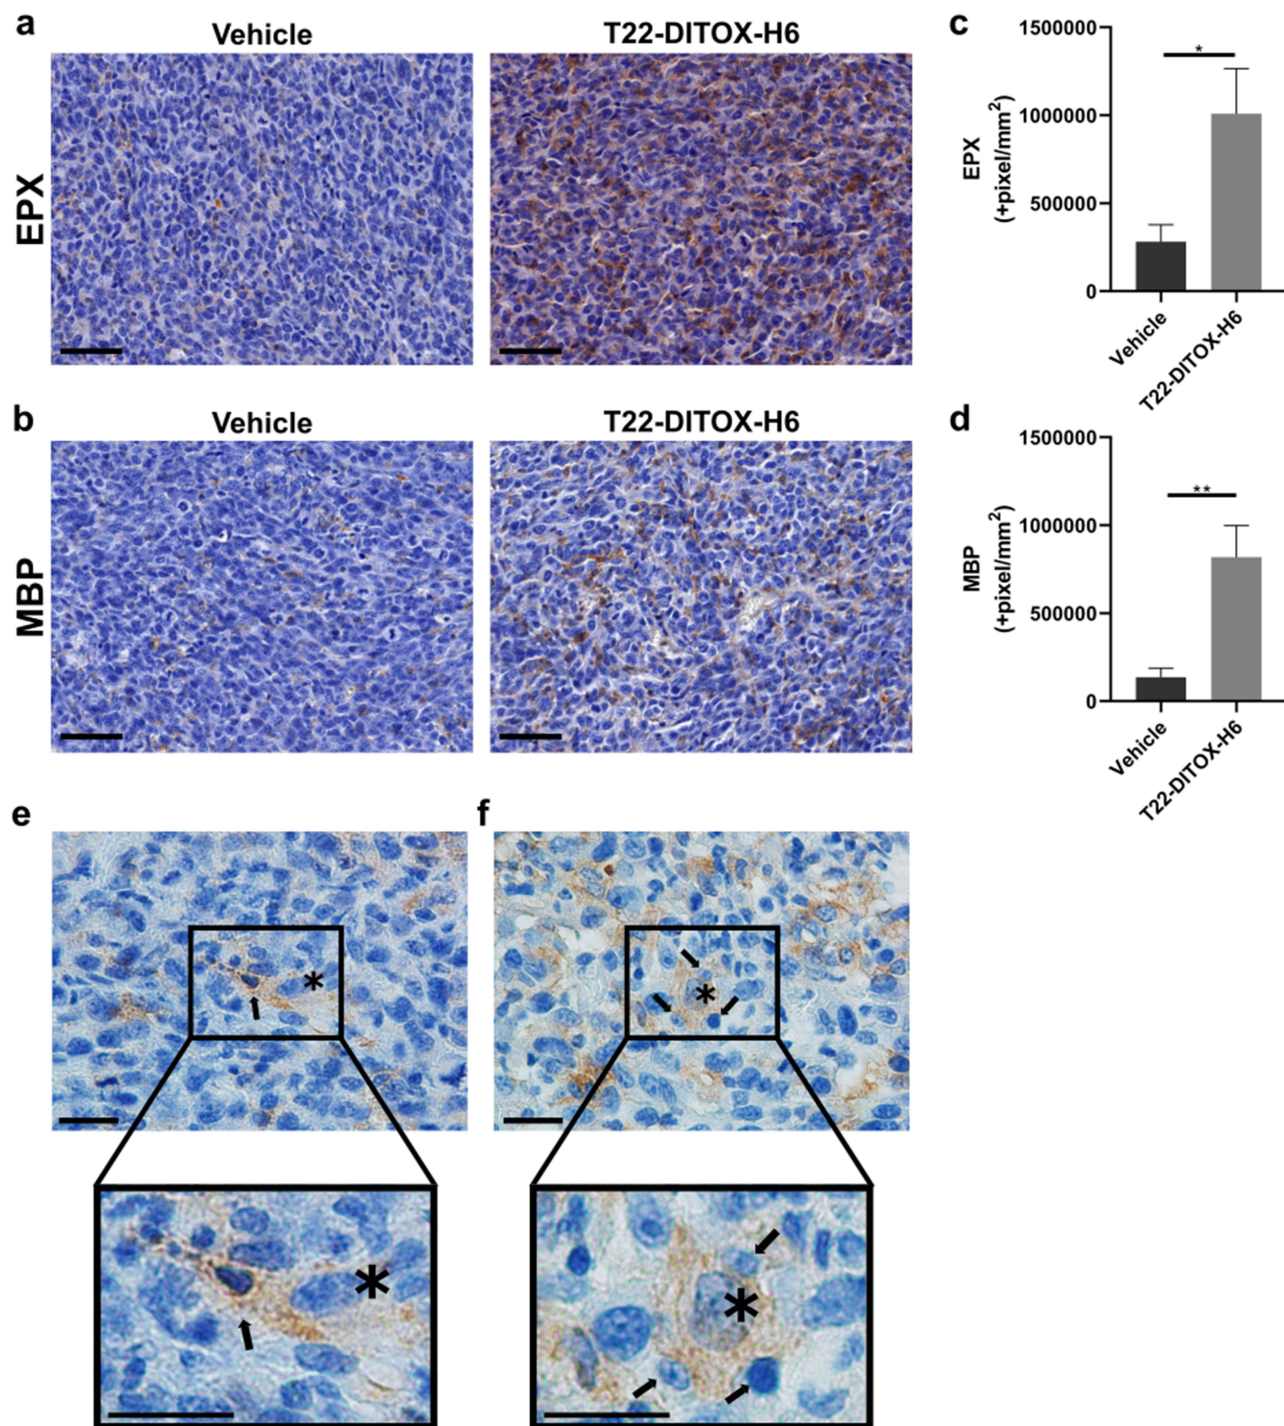 a
Vehicle
T22-DITOX-H6
EPX
c
1500000
1000000
500000
0
EPX
(+pixel/mm²)
*
Vehicle
T22-DITOX-H6
b
Vehicle
T22-DITOX-H6
MBP
d
1500000
1000000
500000
0
MBP
(+pixel/mm²)
**
Vehicle
T22-DITOX-H6
e
*
*
f
*
*